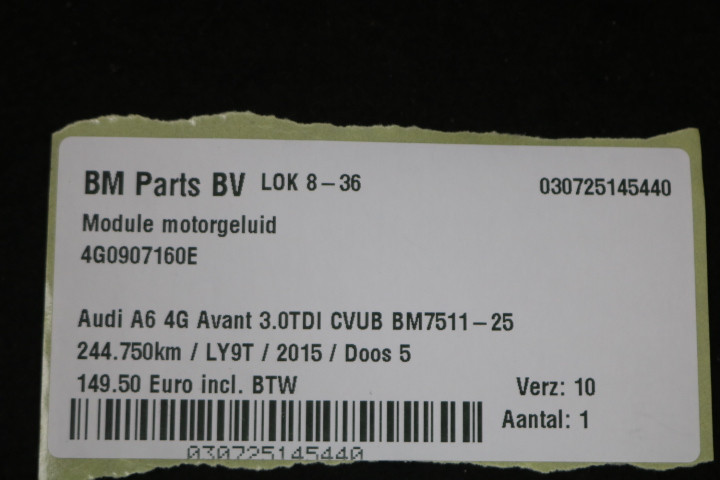 BM Parts BV LOK 8-36 030725145440
Module motorgeluid
4G0907160E
Audi A6 4G Avant 3.0TDI CVUB BM7511-25
244.750km / LY9T / 2015 / Doos 5
149.50 Euro incl. BTW Verz: 10
Aantal: 1
030725145440